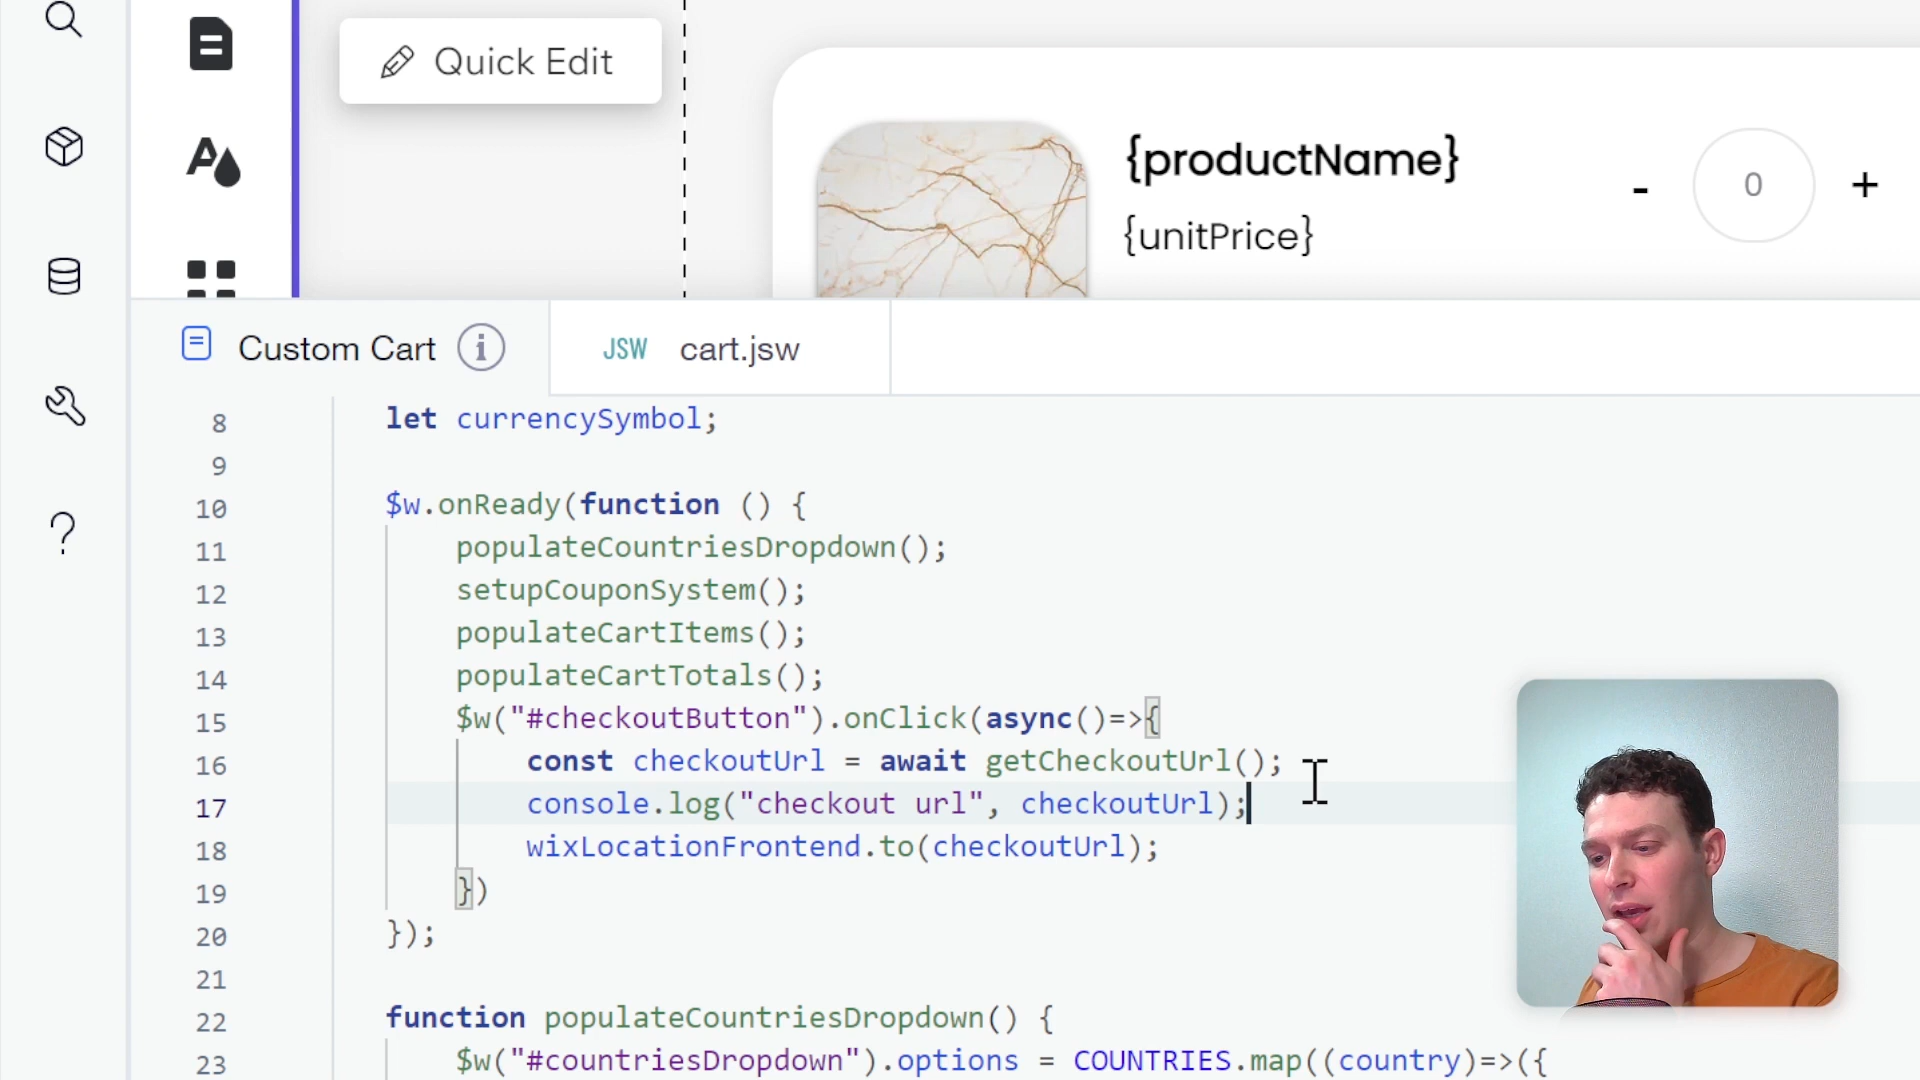 Quick Edit
{productName}
- 0 +
{unitPrice}
Custom Cart i
JSW cart.jsw
8 let currencySymbol;
9
10 $w.onReady(function () {
11 populateCountriesDropdown();
12 setupCouponSystem();
13 populateCartItems();
14 populateCartTotals();
15 $w("#checkoutButton").onClick(async()=>{
16 const checkoutUrl = await getCheckoutUrl();
17 console.log("checkout url", checkoutUrl);
18 wixLocationFrontend.to(checkoutUrl);
19 })
20 });
21
22 function populateCountriesDropdown() {
23 $w("#countriesDropdown").options = COUNTRIES.map((country)=>({